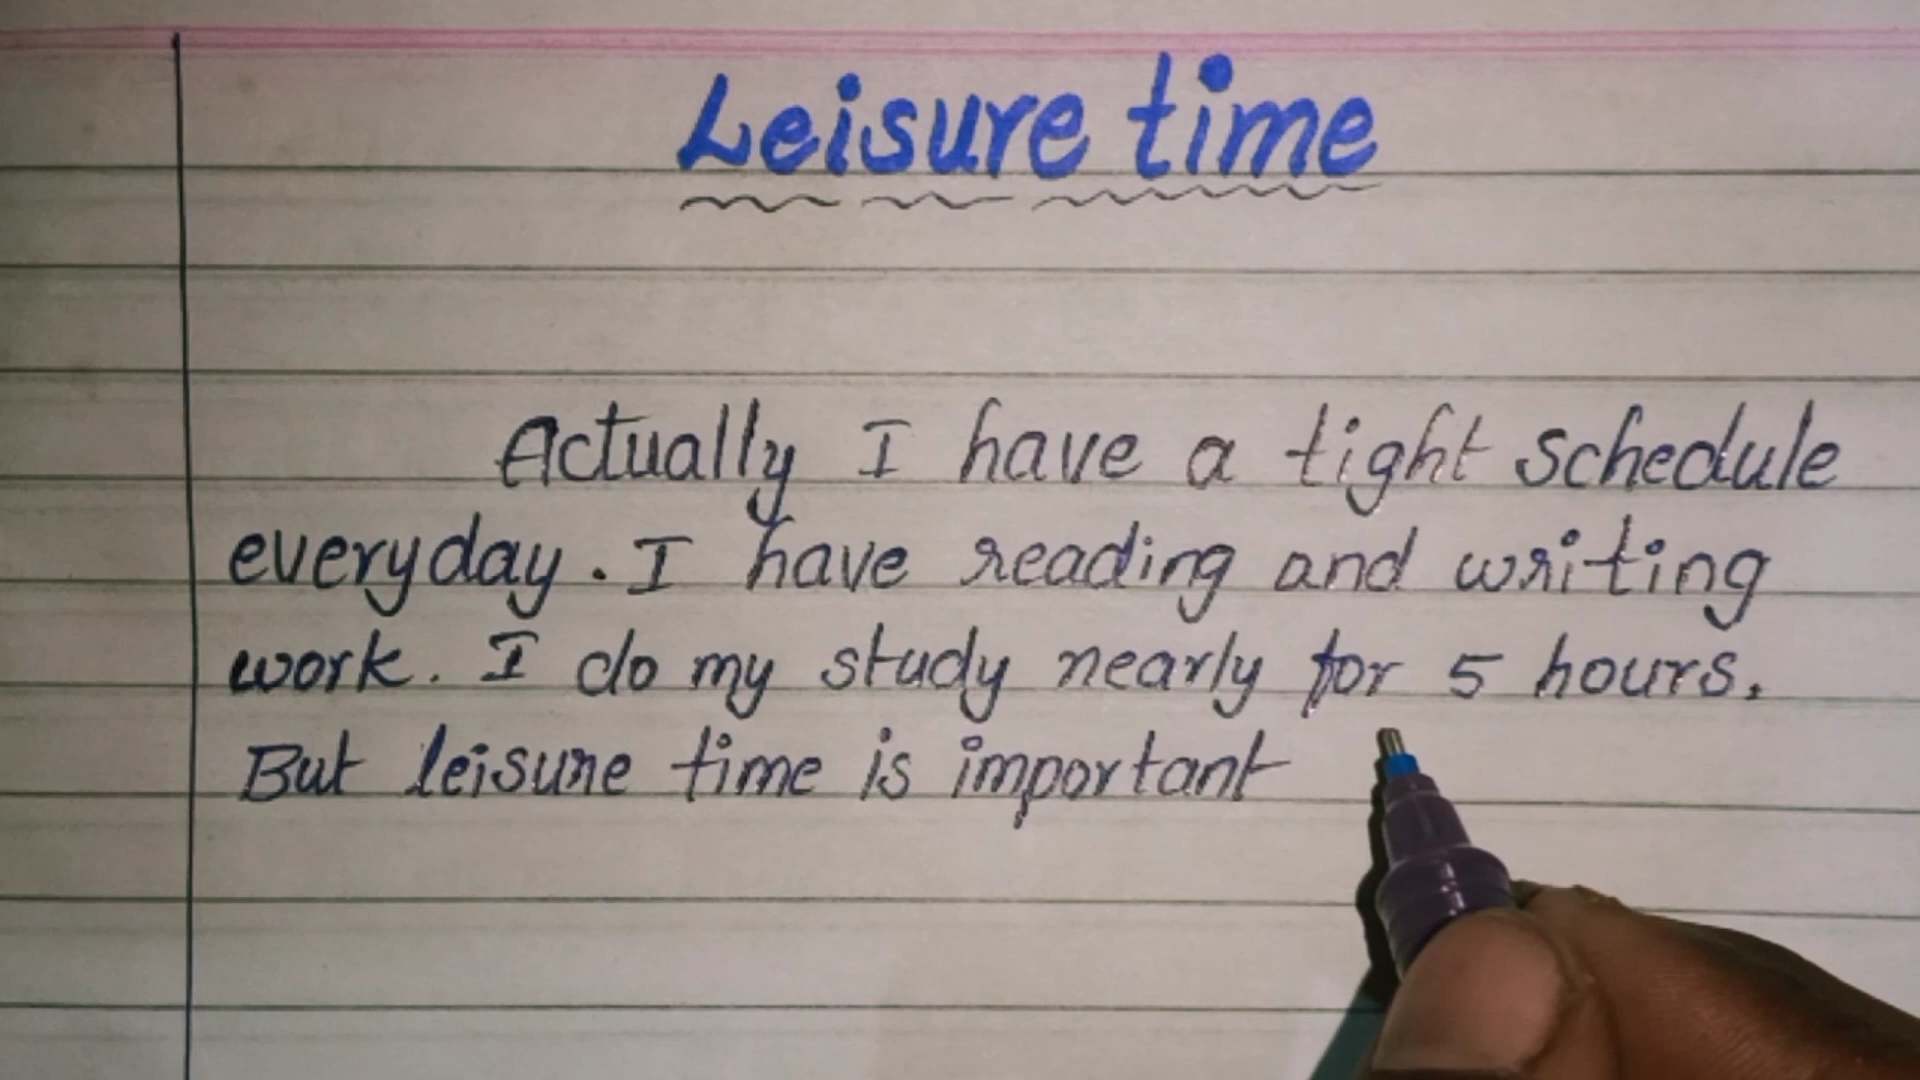 Leisure time
Actually I have a tight schedule
everyday. I have reading and writing
work. I do my study nearly for 5 hours.
But leisure time is important